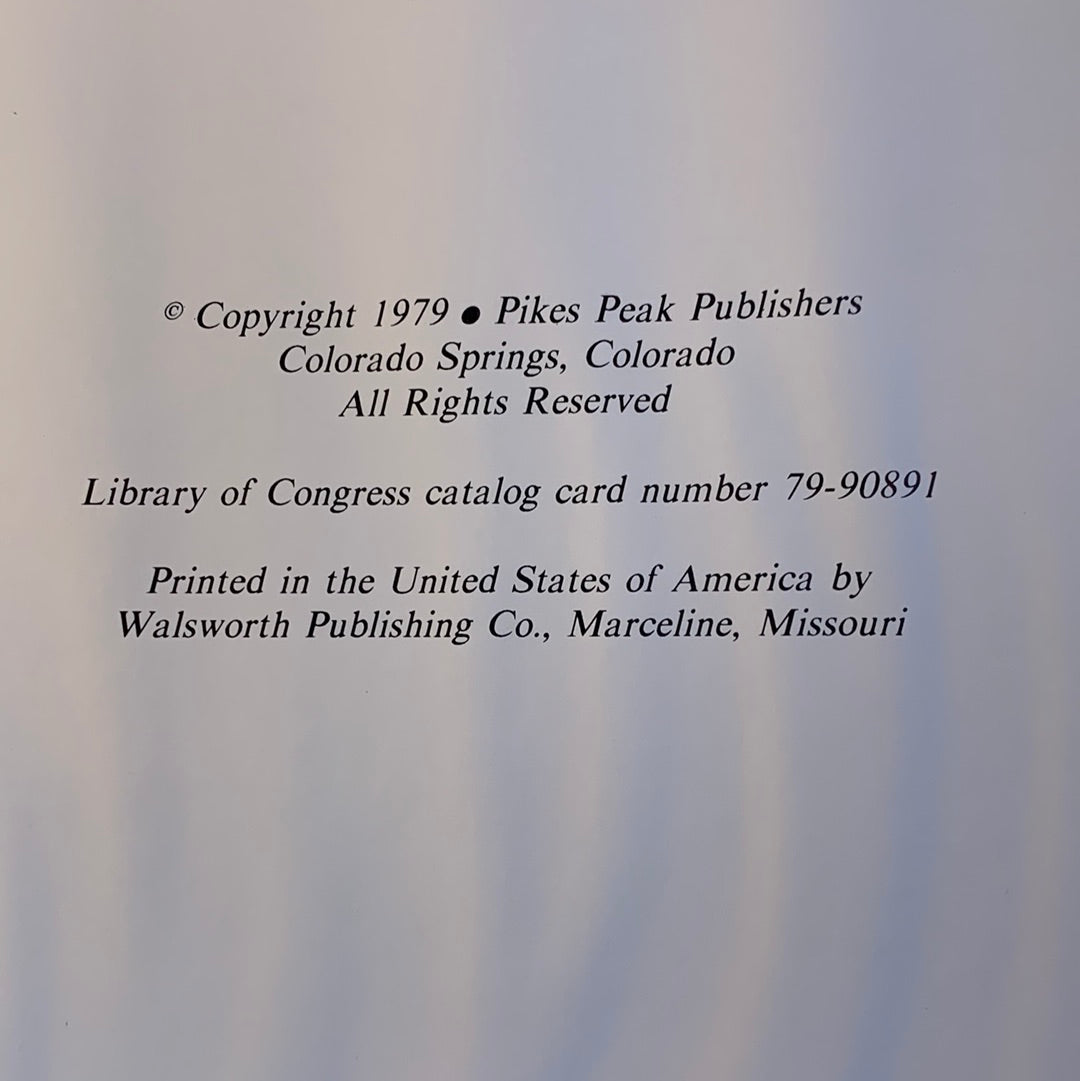 © Copyright 1979 ● Pikes Peak Publishers
Colorado Springs, Colorado
All Rights Reserved
Library of Congress catalog card number 79-90891
Printed in the United States of America by
Walsworth Publishing Co., Marceline, Missouri